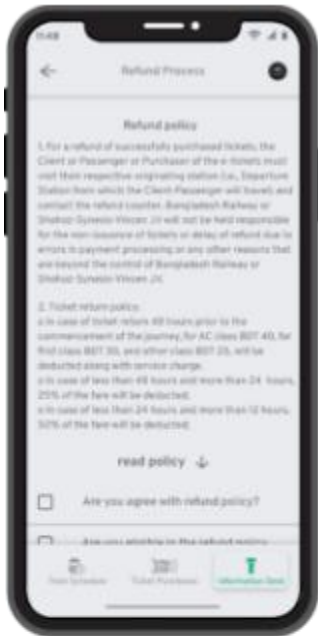 11:48
Refund Process
Refund policy
1. For a refund of successfully purchased tickets, the
Client or Passenger or Purchaser of the e-tickets must
visit their respective originating station (i.e., Departure
Station from which the Client-Passenger will travel) and
contact the refund counter. Bangladesh Railway or
Shohoz-Synesis-Vincen JV will not be held responsible
for the non-issuance of tickets or delay of refund due to
errors in payment processing or any other reasons that
are beyond the control of Bangladesh Railway or
Shohoz-Synesis-Vincen JV.
2. Ticket return policy:
In case of ticket return 48 hours prior to the
commencement of the journey, for AC class BDT 40, for
first class BDT 30, and other class BDT 25, will be
deducted along with service charge.
In case of less than 48 hours and more than 24 hours,
25% of the fare will be deducted;
In case of less than 24 hours and more than 12 hours,
50% of the fare will be deducted;
read policy ↓
Are you agree with refund policy?
Are you eligible in the refund policy
Train Schedule
Ticket Purchase
Information Desk